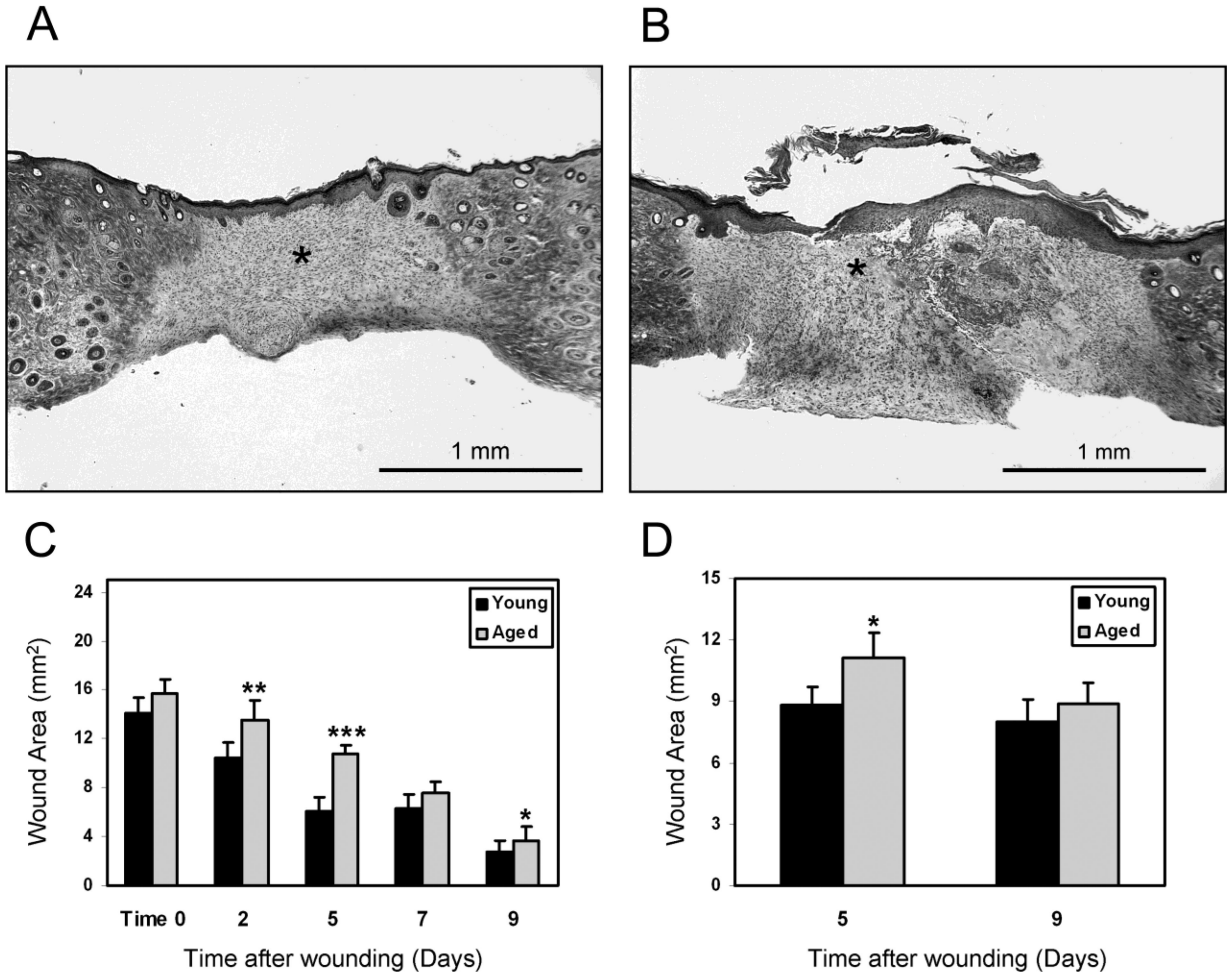 A
B
*
*
1 mm
1 mm
C
D
Wound Area (mm²)
24
20
16
12
8
4
0
Young
Aged
**
***
*
Time 0 2 5 7 9
Time after wounding (Days)
Wound Area (mm²)
15
12
9
6
3
0
Young
Aged
*
5 9
Time after wounding (Days)